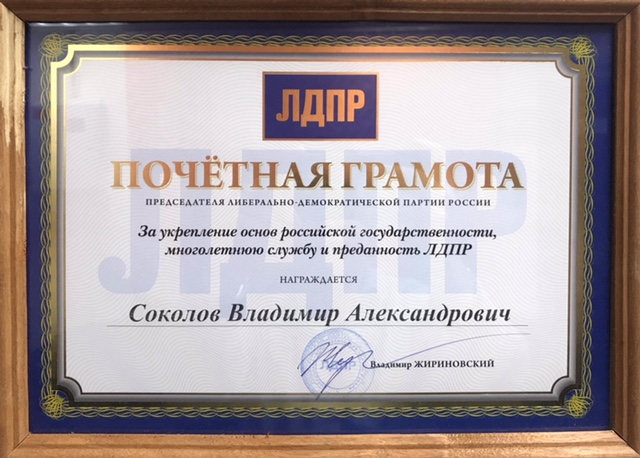 ЛДПР
ПОЧЁТНАЯ ГРАМОТА
ПРЕДСЕДАТЕЛЯ ЛИБЕРАЛЬНО-ДЕМОКРАТИЧЕСКОЙ ПАРТИИ РОССИИ
За укрепление основ российской государственности,
многолетнюю службу и преданность ЛДПР
НАГРАЖДАЕТСЯ
Соколов Владимир Александрович
Владимир ЖИРИНОВСКИЙ
ЛДПР